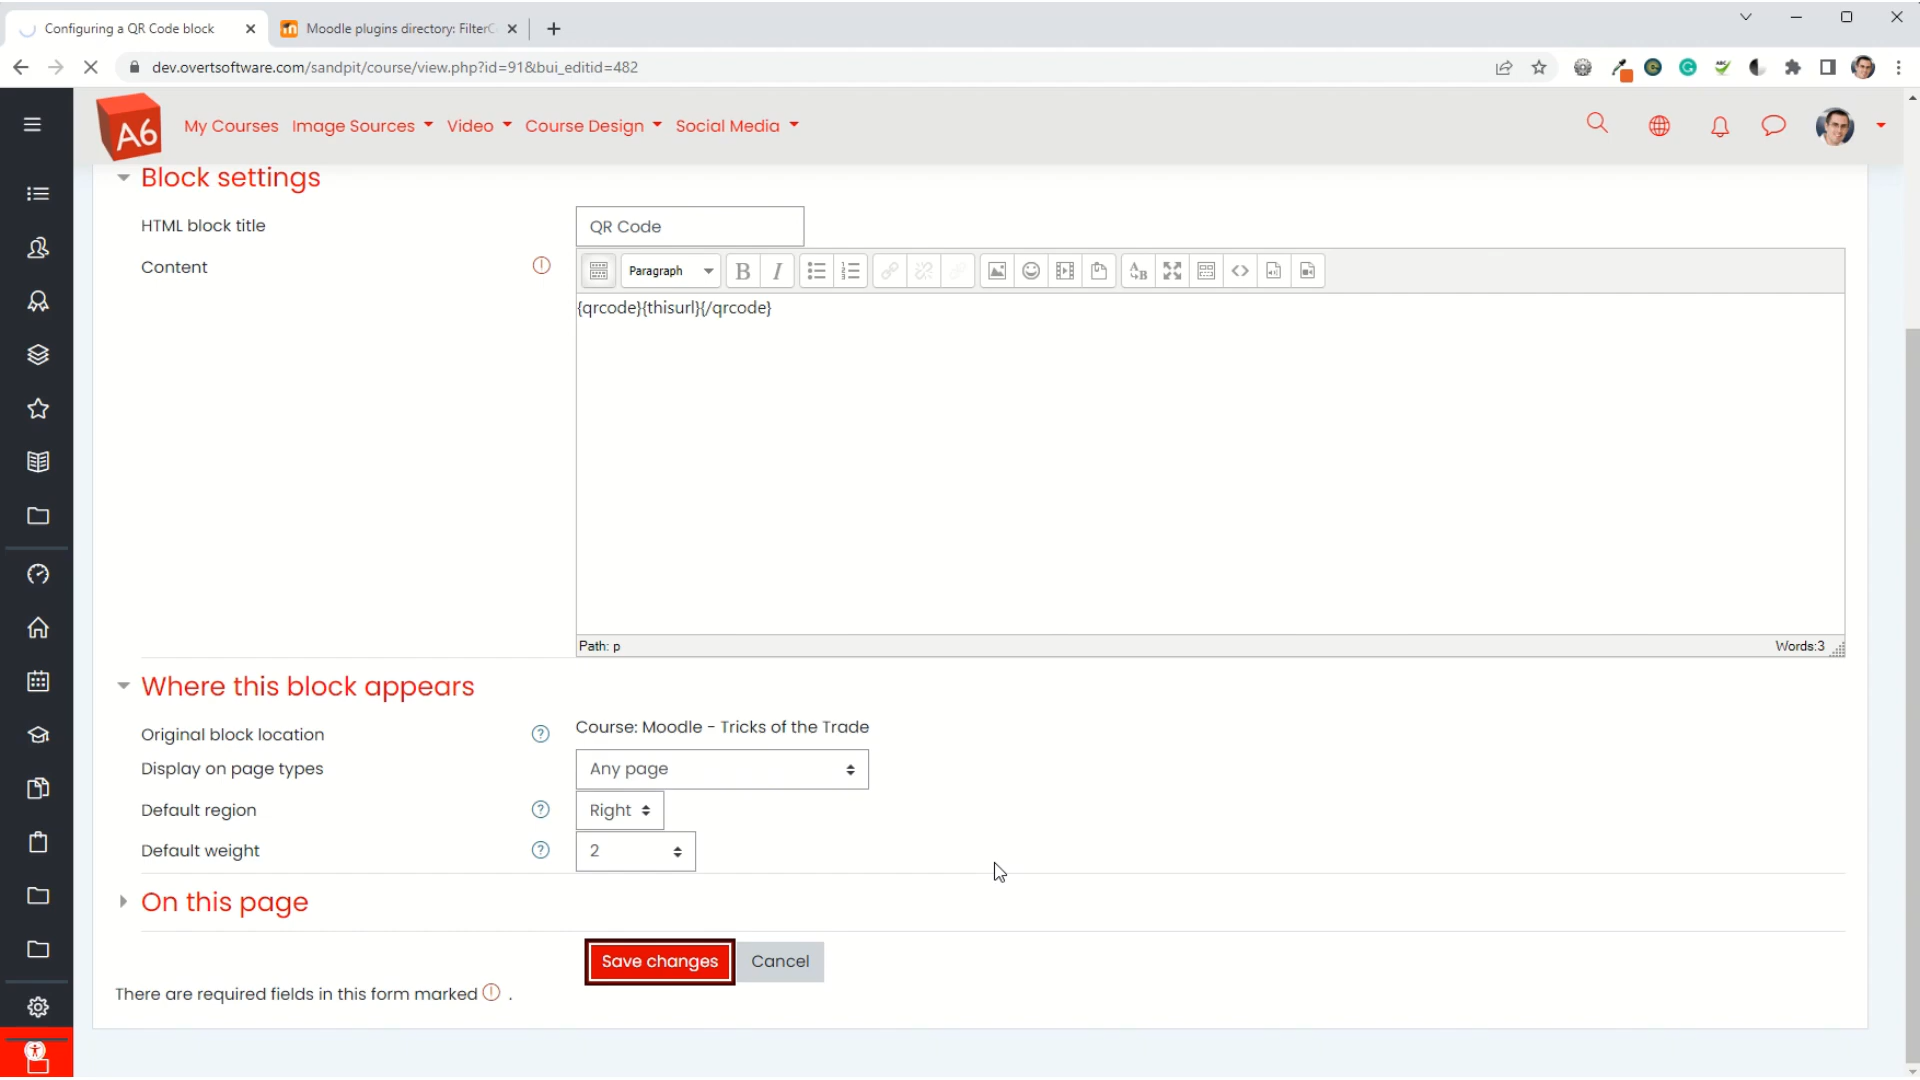 Configuring a QR Code block
Moodle plugins directory: FilterC
dev.overtsoftware.com/sandpit/course/view.php?id=91&bui_editid=482
A6
My Courses
Image Sources
Video
Course Design
Social Media
Block settings
HTML block title
QR Code
Content
Paragraph
B
I
{qrcode}{thisurl}{/qrcode}
Path: p
Words:3
Where this block appears
Original block location
Course: Moodle - Tricks of the Trade
Display on page types
Any page
Default region
Right
Default weight
2
On this page
Save changes
Cancel
There are required fields in this form marked .